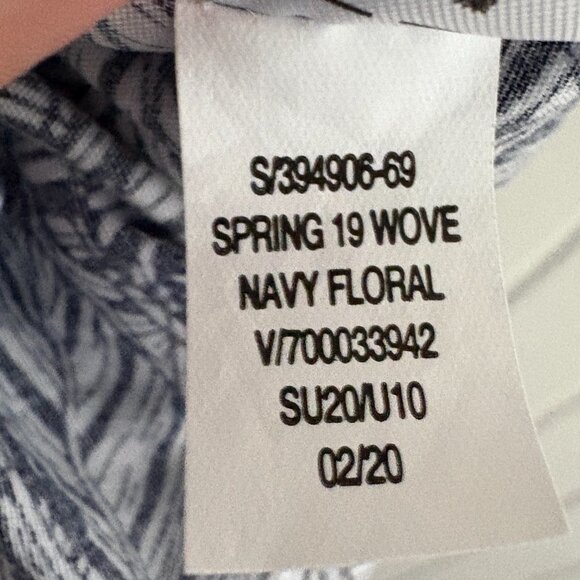 S/394906-69
SPRING 19 WOVE
NAVY FLORAL
V/700033942
SU20/U10
02/20